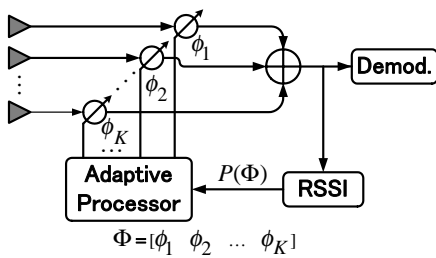 ϕ1
ϕ2
ϕK
Demod.
Adaptive
Processor
P(Φ)
RSSI
Φ=[ϕ1 ϕ2 ... ϕK]